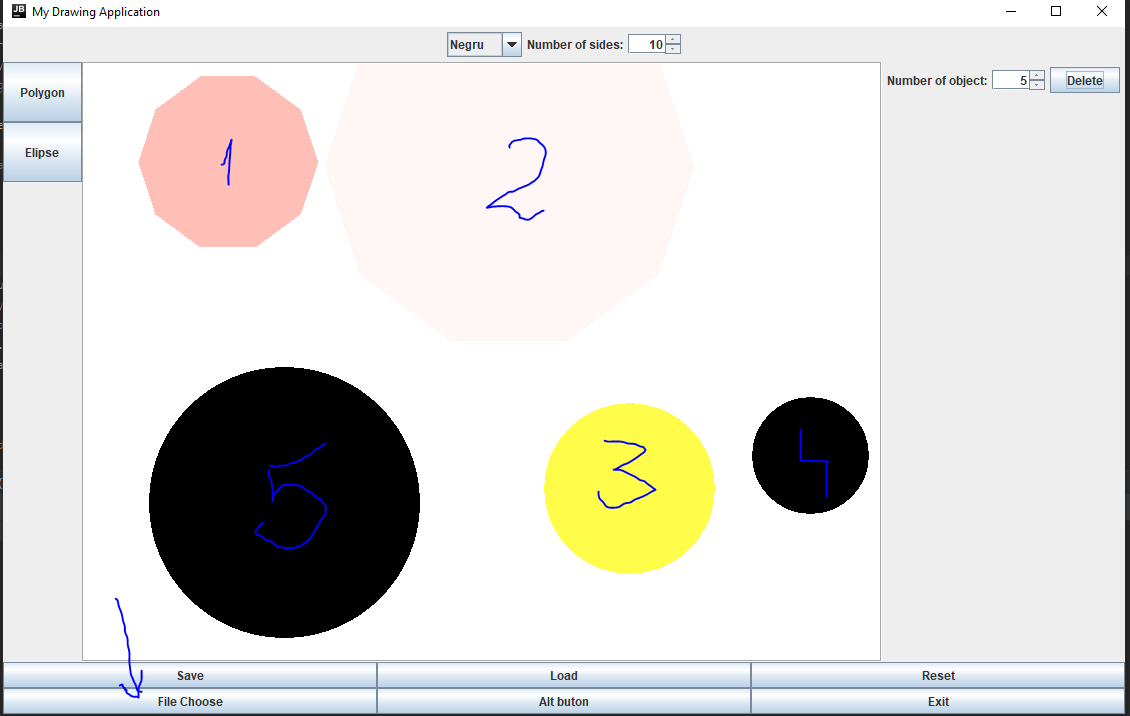 JB My Drawing Application
Negru Number of sides: 10
Polygon
Elipse
Number of object: 5 Delete
1
2
5
3
4
Save Load Reset
File Choose Alt buton Exit